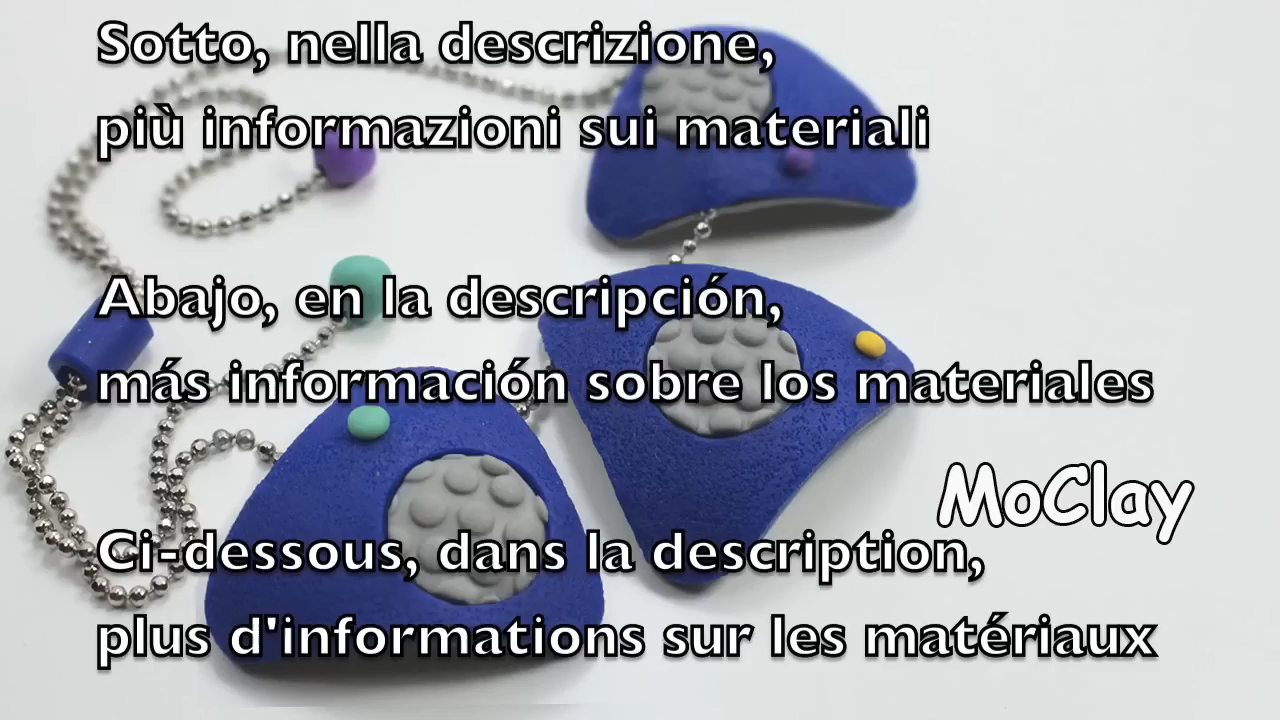 Sotto, nella descrizione,
più informazioni sui materiali
Abajo, en la descripción,
más información sobre los materiales
MoClay
Ci-dessous, dans la description,
plus d'informations sur les matériaux